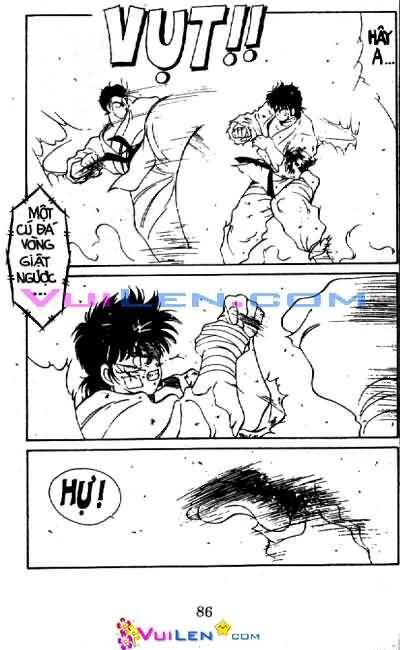 VỤT!!
HÂY
A...
MỘT
CÚ ĐÁ
VÒNG
GIẬT
NGƯỢC
...
VUILEN.COM
HỰ!
86
VUILEN.COM